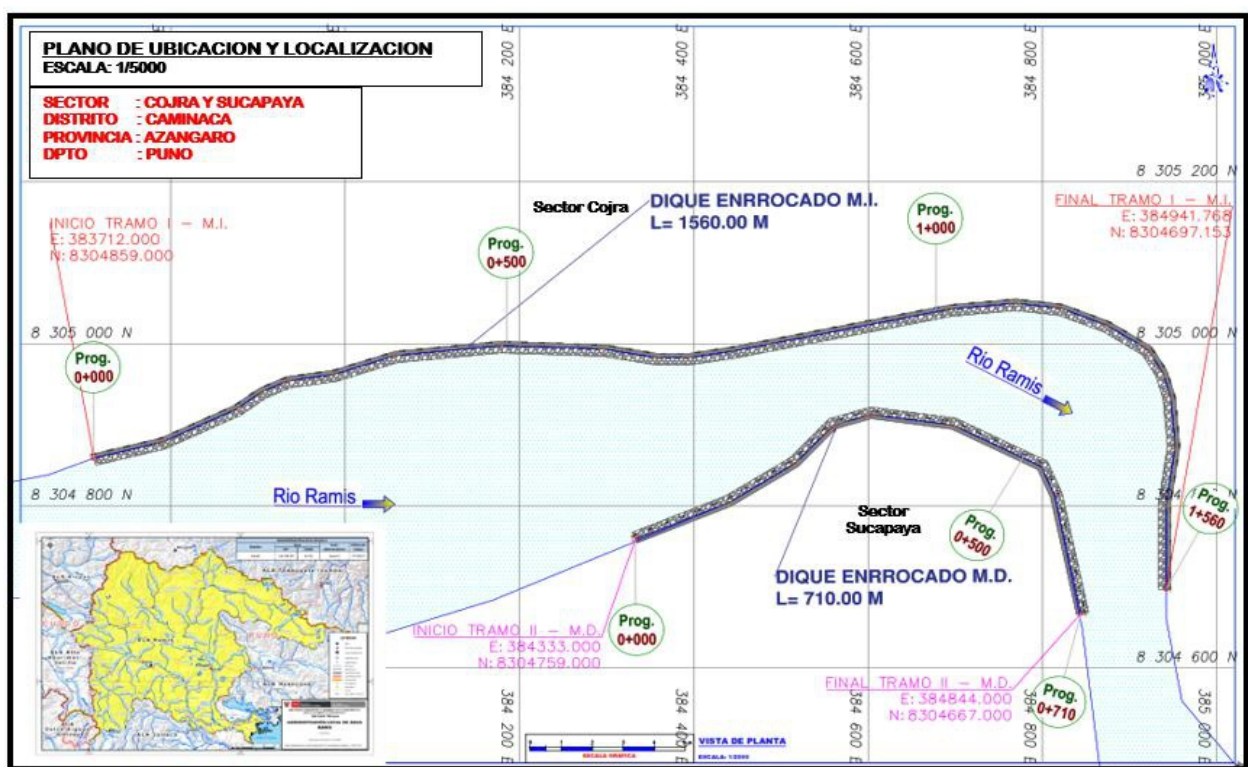 PLANO DE UBICACION Y LOCALIZACION
ESCALA: 1/5000
SECTOR : COJRA Y SUCAPAYA
DISTRITO : CAMINACA
PROVINCIA : AZANGARO
DPTO : PUNO
384 200 E
384 400 E
384 600 E
384 800 E
385 000 E
8 305 200 N
INICIO TRAMO I - M.I.
E: 383712.000
N: 8304859.000
Sector Cojra
DIQUE ENRROCADO M.I.
L= 1560.00 M
Prog.
1+000
FINAL TRAMO I - M.I.
E: 384941.768
N: 8304697.153
Prog.
0+500
8 305 000 N
8 305 000 N
Prog.
0+000
Rio Ramis
8 304 800 N
Rio Ramis
Sector
Sucapaya
Prog.
1+560
Prog.
0+500
DIQUE ENRROCADO M.D.
L= 710.00 M
INICIO TRAMO II - M.D.
E: 384333.000
N: 8304759.000
Prog.
0+000
8 304 600 N
FINAL TRAMO II - M.D.
E: 384844.000
N: 8304667.000
Prog.
0+710
384 200 E
384 400 E
384 600 E
384 800 E
385 000 E
VISTA DE PLANTA
ESCALA GRAFICA